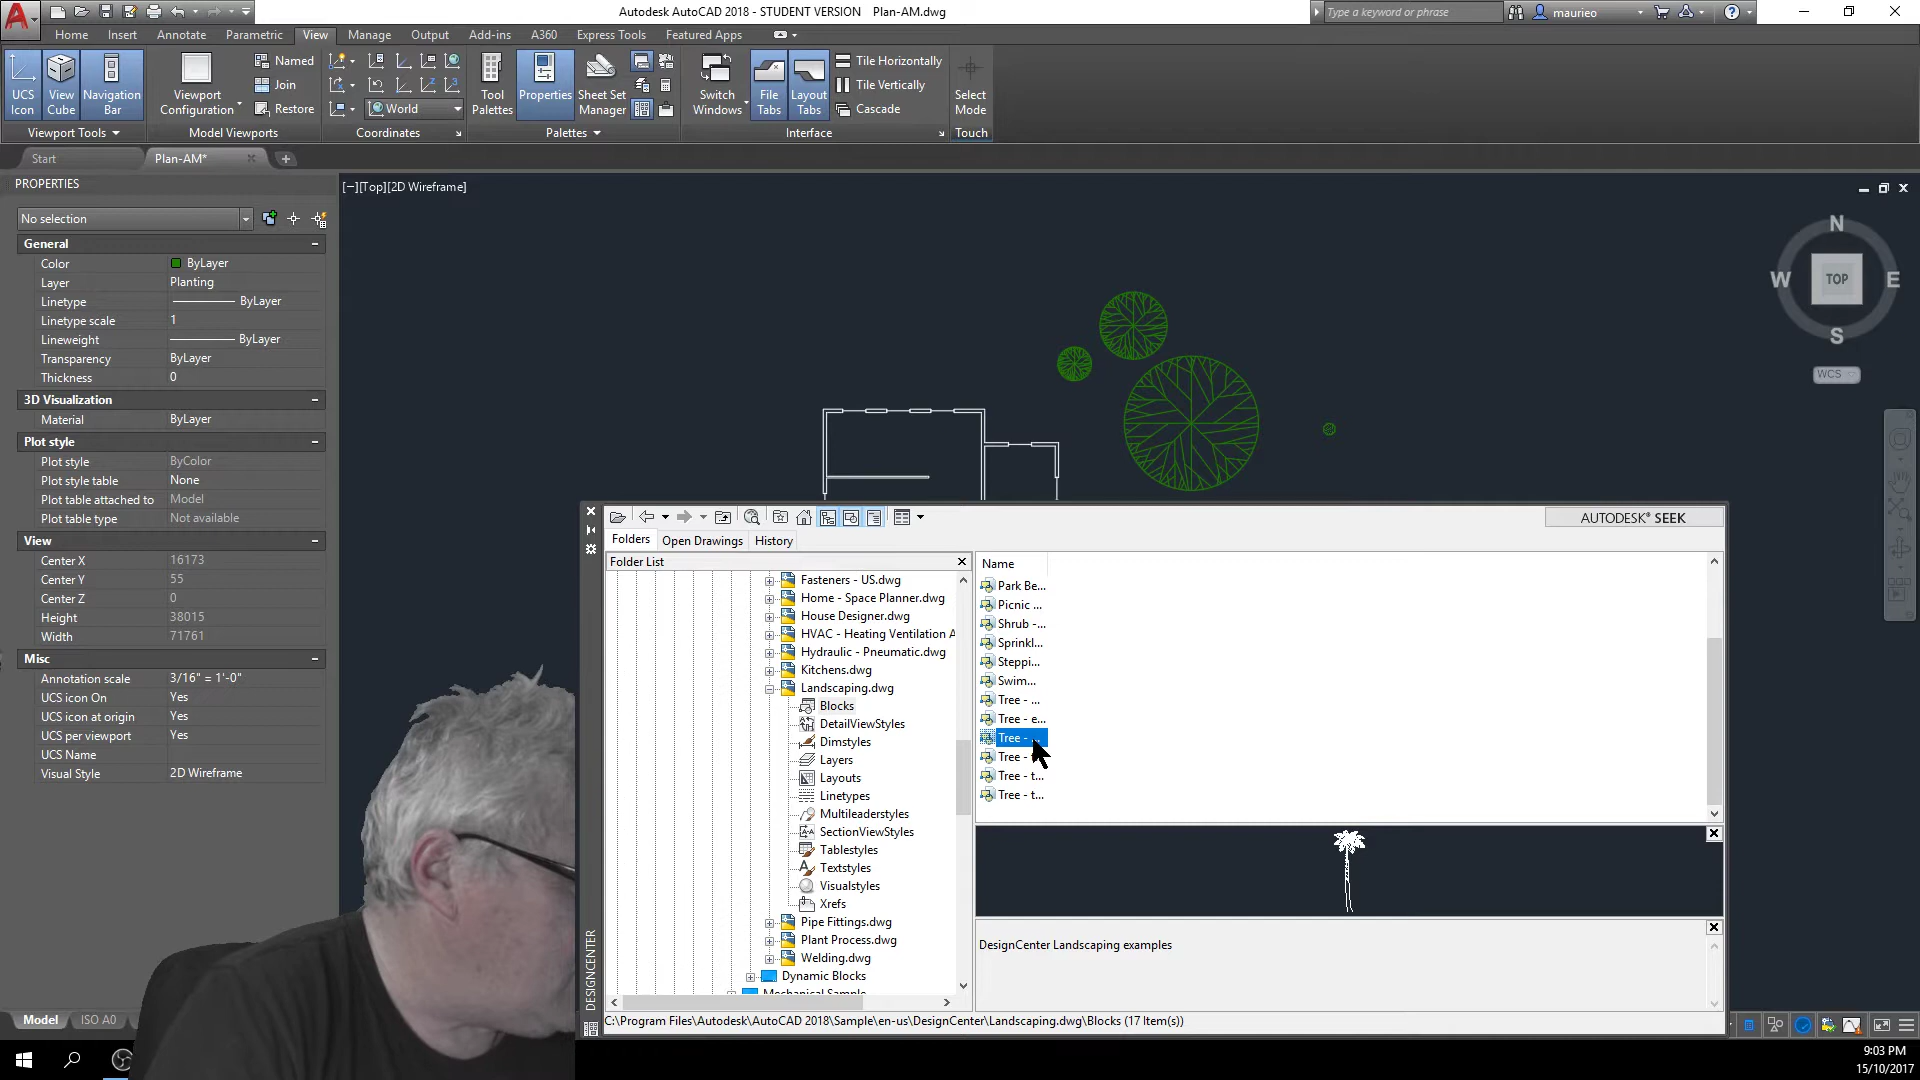 Autodesk AutoCAD 2018 - STUDENT VERSION Plan-AM.dwg
Type a keyword or phrase
maurieo
Home Insert Annotate Parametric View Manage Output Add-ins A360 Express Tools Featured Apps
UCS Icon
View Cube
Navigation Bar
Viewport Tools
Viewport Configuration
Named
Join
Restore
Model Viewports
World
Coordinates
Tool Palettes
Properties
Sheet Set Manager
Palettes
Switch Windows
File Tabs
Layout Tabs
Tile Horizontally
Tile Vertically
Cascade
Interface
Select Mode
Touch
Start
Plan-AM*
PROPERTIES
[−][Top][2D Wireframe]
No selection
General
Color ByLayer
Layer Planting
Linetype ByLayer
Linetype scale 1
Lineweight ByLayer
Transparency ByLayer
Thickness 0
3D Visualization
Material ByLayer
Plot style
Plot style ByColor
Plot style table None
Plot table attached to Model
Plot table type Not available
View
Center X 16173
Center Y 55
Center Z 0
Height 38015
Width 71761
Misc
Annotation scale 3/16" = 1'-0"
UCS icon On Yes
UCS icon at origin Yes
UCS per viewport Yes
UCS Name
Visual Style 2D Wireframe
N
W TOP E
S
WCS
AUTODESK® SEEK
Folders Open Drawings History
Folder List
Fasteners - US.dwg
Home - Space Planner.dwg
House Designer.dwg
HVAC - Heating Ventilation A
Hydraulic - Pneumatic.dwg
Kitchens.dwg
Landscaping.dwg
Blocks
DetailViewStyles
Dimstyles
Layers
Layouts
Linetypes
Multileaderstyles
SectionViewStyles
Tablestyles
Textstyles
Visualstyles
Xrefs
Pipe Fittings.dwg
Plant Process.dwg
Welding.dwg
Dynamic Blocks
Mechanical Sample
Name
Park Be...
Picnic ...
Shrub -...
Sprinkl...
Steppi...
Swim...
Tree - ...
Tree - e...
Tree - ...
Tree -
Tree - t...
Tree - t...
DesignCenter Landscaping examples
DESIGNCENTER
C:\Program Files\Autodesk\AutoCAD 2018\Sample\en-us\DesignCenter\Landscaping.dwg\Blocks (17 Item(s))
Model ISO A0
9:03 PM
15/10/2017